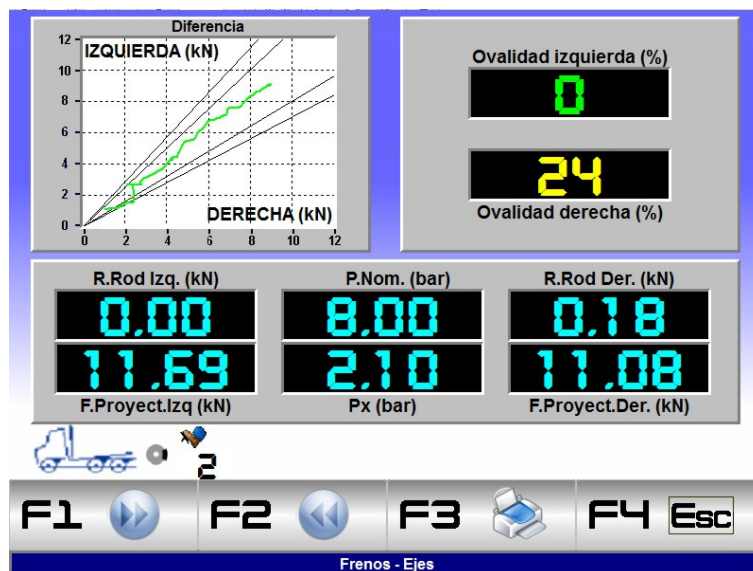 Diferencia
IZQUIERDA (kN)
12
10
8
6
4
2
0
DERECHA (kN)
0 2 4 6 8 10 12
Ovalidad izquierda (%)
0
24
Ovalidad derecha (%)
R.Rod Izq. (kN) P.Nom. (bar) R.Rod Der. (kN)
0.00 8.00 0.18
11.69 2.10 11.08
F.Proyect.Izq (kN) Px (bar) F.Proyect.Der. (kN)
2
F1 F2 F3 F4 Esc
Frenos - Ejes